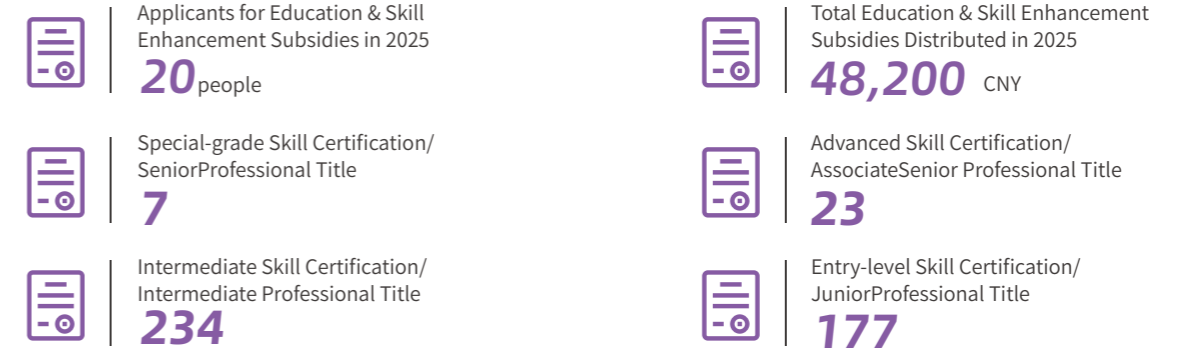 Applicants for Education & Skill
Enhancement Subsidies in 2025
20 people
Total Education & Skill Enhancement
Subsidies Distributed in 2025
48,200 CNY
Special-grade Skill Certification/
SeniorProfessional Title
7
Advanced Skill Certification/
AssociateSenior Professional Title
23
Intermediate Skill Certification/
Intermediate Professional Title
234
Entry-level Skill Certification/
JuniorProfessional Title
177